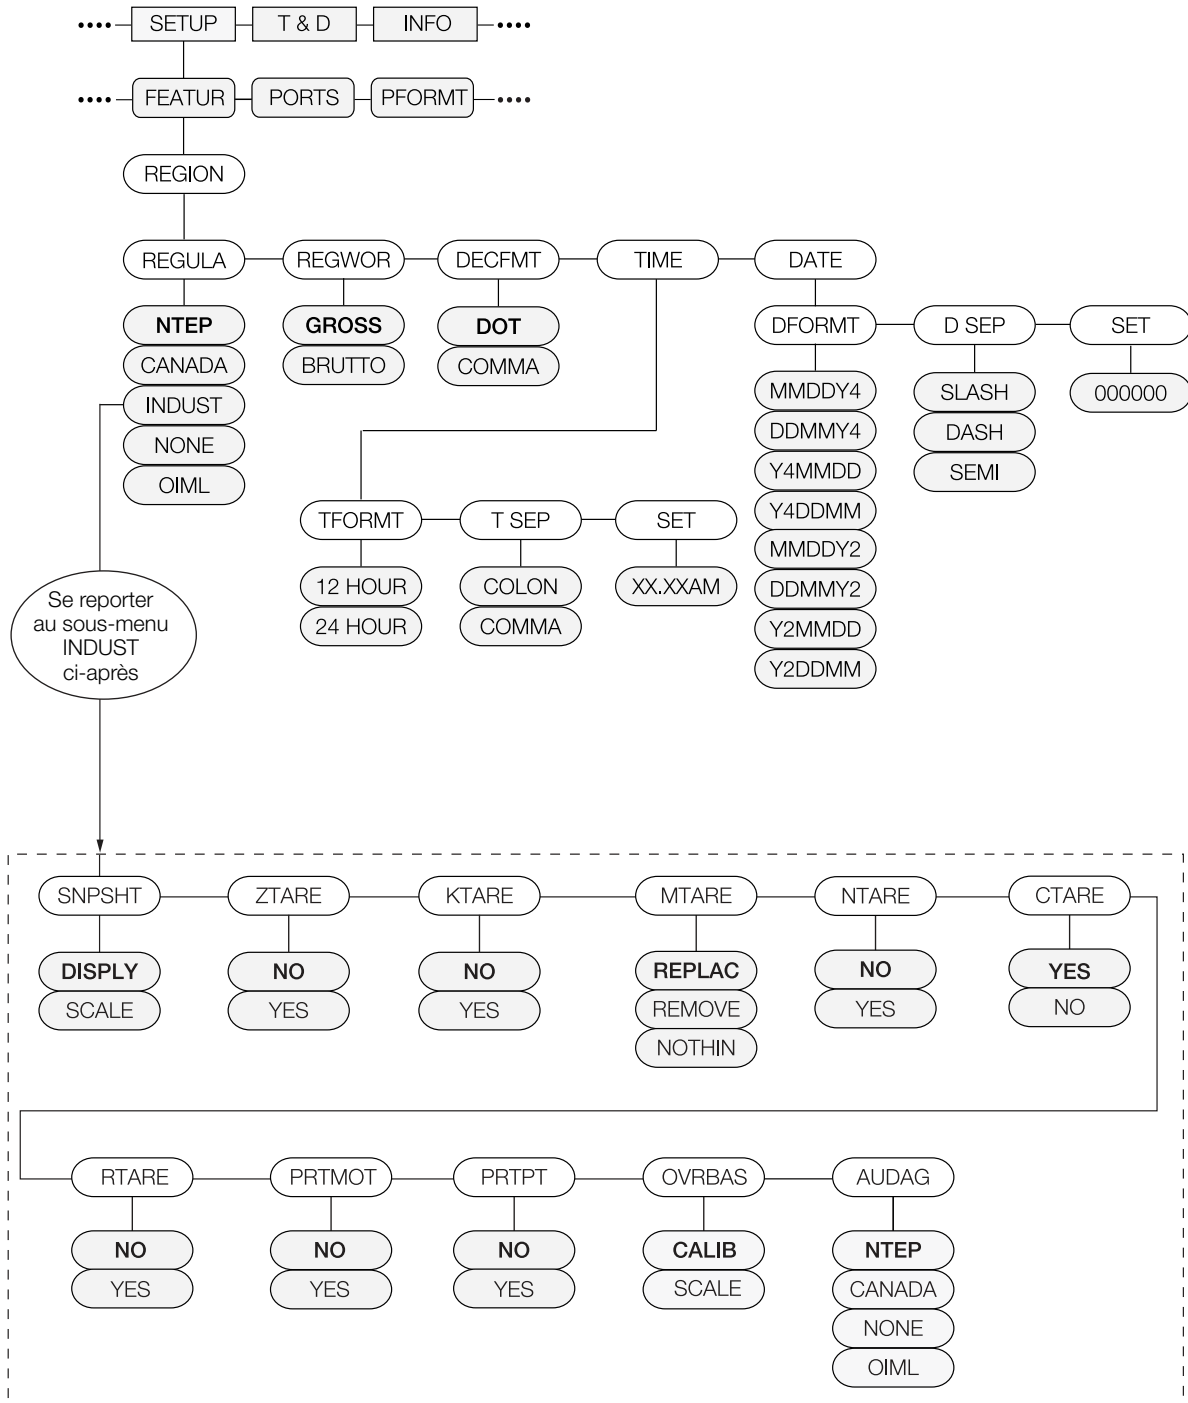 SETUP T & D INFO
FEATUR PORTS PFORMT
REGION
REGULA REGWOR DECFMT TIME DATE
NTEP
CANADA
INDUST
NONE
OIML
GROSS
BRUTTO
DOT
COMMA
DFORMT D SEP SET
MMDDY4
DDMMY4
Y4MMDD
Y4DDMM
MMDDY2
DDMMY2
Y2MMDD
Y2DDMM
SLASH
DASH
SEMI
000000
TFORMT T SEP SET
12 HOUR
24 HOUR
COLON
COMMA
XX.XXAM
Se reporter
au sous-menu
INDUST
ci-après
SNPSHT ZTARE KTARE MTARE NTARE CTARE
DISPLY
SCALE
NO
YES
NO
YES
REPLAC
REMOVE
NOTHIN
NO
YES
YES
NO
RTARE PRTMOT PRTPT OVRBAS AUDAG
NO
YES
NO
YES
NO
YES
CALIB
SCALE
NTEP
CANADA
NONE
OIML